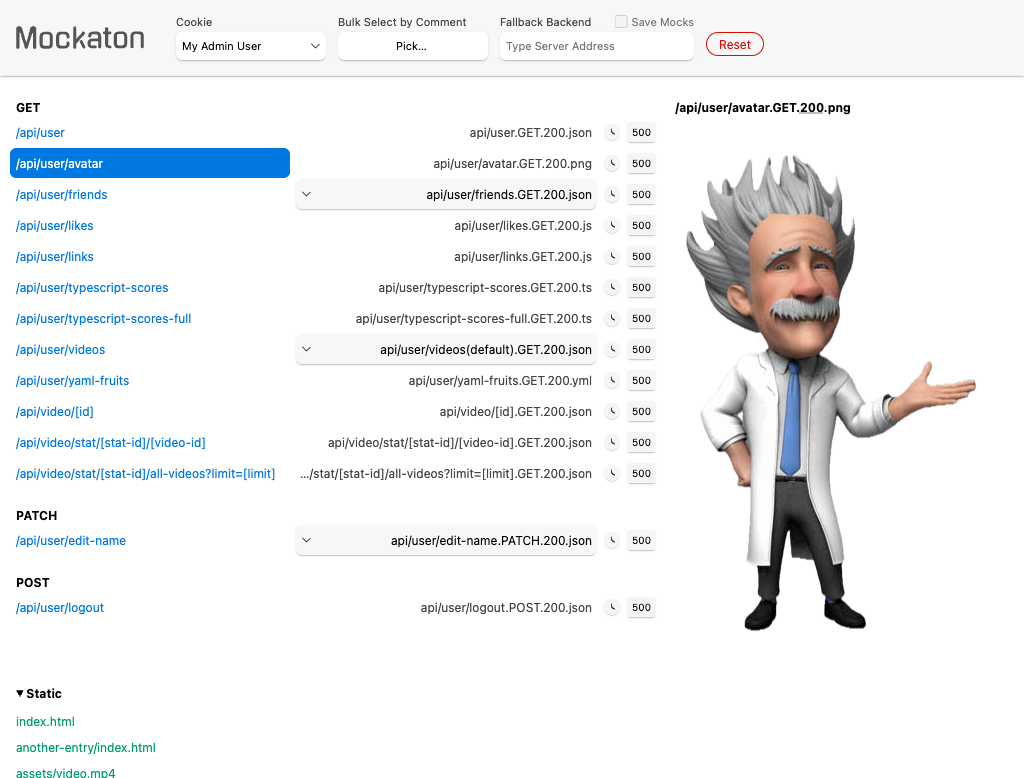 Mockaton
Cookie
My Admin User
Bulk Select by Comment
Pick...
Fallback Backend
Save Mocks
Type Server Address
Reset
GET
/api/user api/user.GET.200.json 500
/api/user/avatar api/user/avatar.GET.200.png 500
/api/user/friends api/user/friends.GET.200.json 500
/api/user/likes api/user/likes.GET.200.js 500
/api/user/links api/user/links.GET.200.js 500
/api/user/typescript-scores api/user/typescript-scores.GET.200.ts 500
/api/user/typescript-scores-full api/user/typescript-scores-full.GET.200.ts 500
/api/user/videos api/user/videos(default).GET.200.json 500
/api/user/yaml-fruits api/user/yaml-fruits.GET.200.yml 500
/api/video/[id] api/video/[id].GET.200.json 500
/api/video/stat/[stat-id]/[video-id] api/video/stat/[stat-id]/[video-id].GET.200.json 500
/api/video/stat/[stat-id]/all-videos?limit=[limit] .../stat/[stat-id]/all-videos?limit=[limit].GET.200.json 500
PATCH
/api/user/edit-name api/user/edit-name.PATCH.200.json 500
POST
/api/user/logout api/user/logout.POST.200.json 500
Static
index.html
another-entry/index.html
assets/video.mp4
/api/user/avatar.GET.200.png